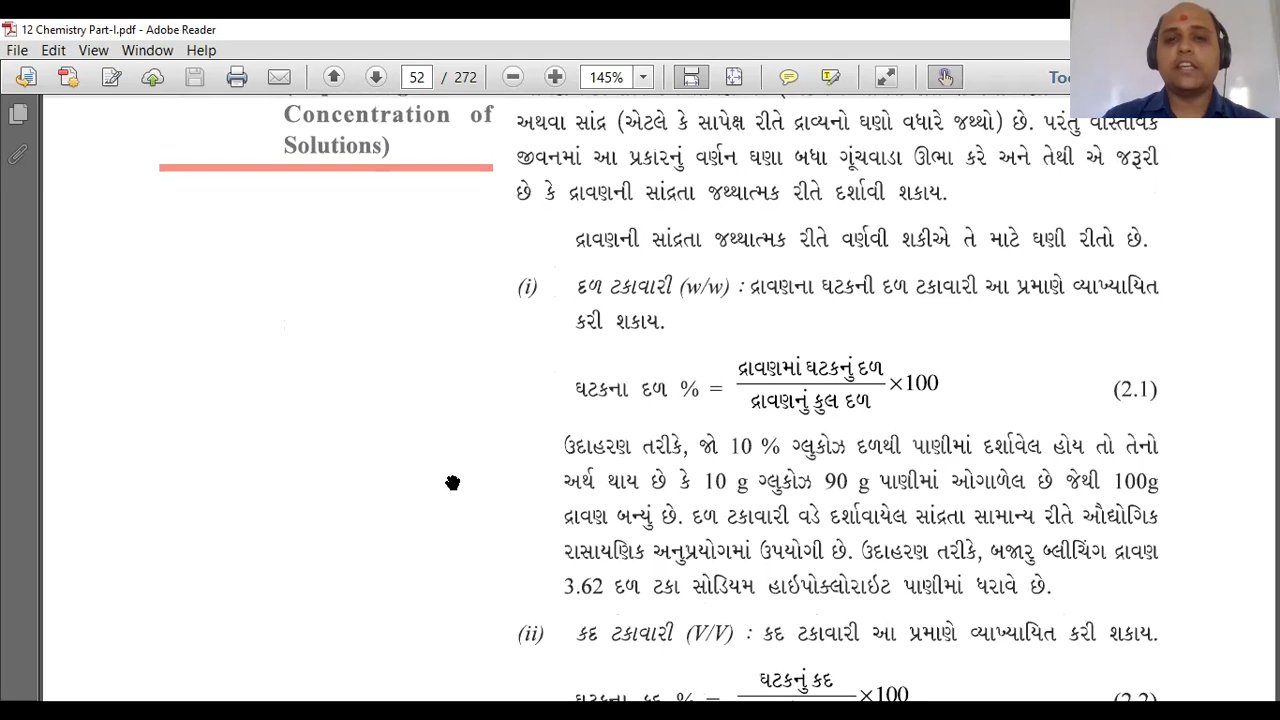 12 Chemistry Part-I.pdf - Adobe Reader
File Edit View Window Help
52 / 272 145%
Concentration of
Solutions)
અથવા સાંદ્ર (એટલે કે સાપેક્ષ રીતે દ્રાવ્યનો ઘણો વધારે જથ્થો) છે. પરંતુ વાસ્તવિક
જીવનમાં આ પ્રકારનું વર્ણન ઘણા બધા ગૂંચવાડા ઊભા કરે અને તેથી એ જરૂરી
છે કે દ્રાવણની સાંદ્રતા જથ્થાત્મક રીતે દર્શાવી શકાય.
દ્રાવણની સાંદ્રતા જથ્થાત્મક રીતે વર્ણવી શકીએ તે માટે ઘણી રીતો છે.
(i) દળ ટકાવારી (w/w) : દ્રાવણના ઘટકની દળ ટકાવારી આ પ્રમાણે વ્યાખ્યાયિત
કરી શકાય.
દ્રાવણમાં ઘટકનું દળ
ઘટકના દળ % = ×100 (2.1)
દ્રાવણનું કુલ દળ
ઉદાહરણ તરીકે, જો 10 % ગ્લુકોઝ દળથી પાણીમાં દર્શાવેલ હોય તો તેનો
અર્થ થાય છે કે 10 g ગ્લુકોઝ 90 g પાણીમાં ઓગાળેલ છે જેથી 100g
દ્રાવણ બન્યું છે. દળ ટકાવારી વડે દર્શાવાયેલ સાંદ્રતા સામાન્ય રીતે ઔદ્યોગિક
રાસાયણિક અનુપ્રયોગમાં ઉપયોગી છે. ઉદાહરણ તરીકે, બજારુ બ્લીચિંગ દ્રાવણ
3.62 દળ ટકા સોડિયમ હાઇપોક્લોરાઇટ પાણીમાં ધરાવે છે.
(ii) કદ ટકાવારી (V/V) : કદ ટકાવારી આ પ્રમાણે વ્યાખ્યાયિત કરી શકાય.
ઘટકનું કદ
ઘટકના કદ % = ×100 (2.2)